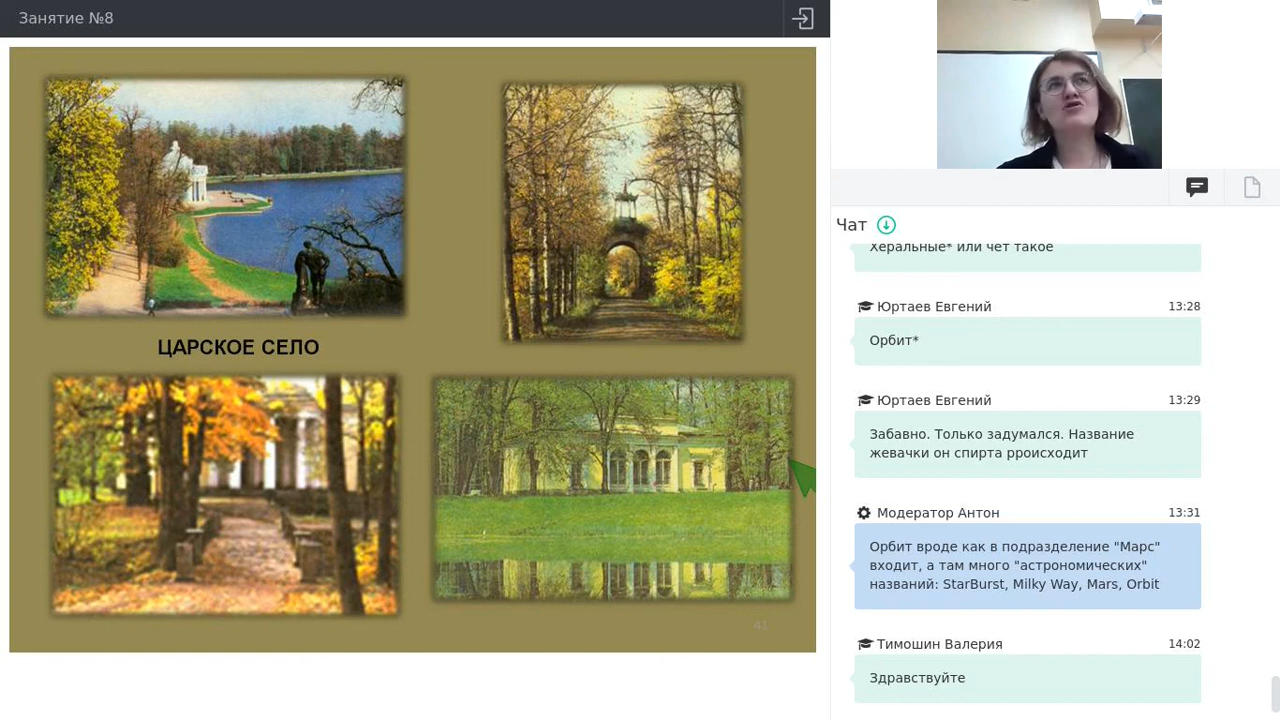 Занятие №8
ЦАРСКОЕ СЕЛО
41
Чат
Херальные* или чет такое
Юртаев Евгений 13:28
Орбит*
Юртаев Евгений 13:29
Забавно. Только задумался. Название
жевачки он спирта рроисходит
Модератор Антон 13:31
Орбит вроде как в подразделение "Марс"
входит, а там много "астрономических"
названий: StarBurst, Milky Way, Mars, Orbit
Тимошин Валерия 14:02
Здравствуйте